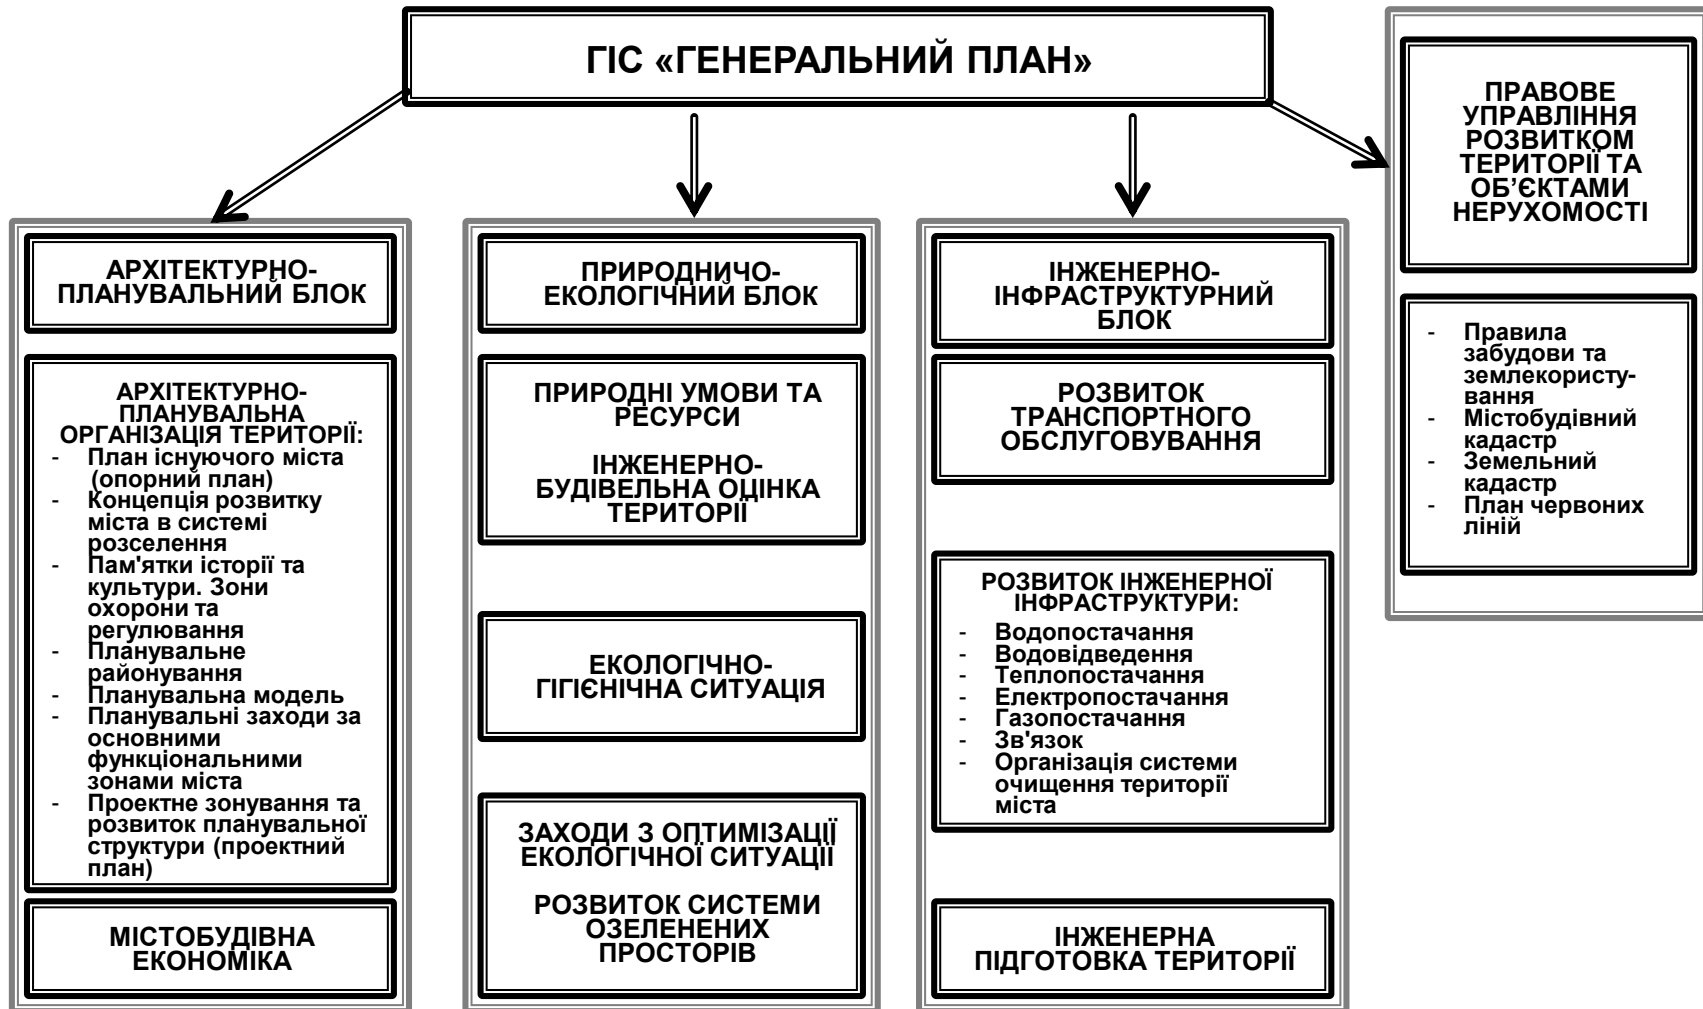 ГІС «ГЕНЕРАЛЬНИЙ ПЛАН»
АРХІТЕКТУРНО-
ПЛАНУВАЛЬНИЙ БЛОК
АРХІТЕКТУРНО-
ПЛАНУВАЛЬНА
ОРГАНІЗАЦІЯ ТЕРИТОРІЇ:
- План існуючого міста
(опорний план)
- Концепція розвитку
міста в системі
розселення
- Пам'ятки історії та
культури. Зони
охорони та
регулювання
- Планувальне
районування
- Планувальна модель
- Планувальні заходи за
основними
функціональними
зонами міста
- Проектне зонування та
розвиток планувальної
структури (проектний
план)
МІСТОБУДІВНА
ЕКОНОМІКА
ПРИРОДНИЧО-
ЕКОЛОГІЧНИЙ БЛОК
ПРИРОДНІ УМОВИ ТА
РЕСУРСИ
ІНЖЕНЕРНО-
БУДІВЕЛЬНА ОЦІНКА
ТЕРИТОРІЇ
ЕКОЛОГІЧНО-
ГІГІЄНІЧНА СИТУАЦІЯ
ЗАХОДИ З ОПТИМІЗАЦІЇ
ЕКОЛОГІЧНОЇ СИТУАЦІЇ
РОЗВИТОК СИСТЕМИ
ОЗЕЛЕНЕНИХ
ПРОСТОРІВ
ІНЖЕНЕРНО-
ІНФРАСТРУКТУРНИЙ
БЛОК
РОЗВИТОК
ТРАНСПОРТНОГО
ОБСЛУГОВУВАННЯ
РОЗВИТОК ІНЖЕНЕРНОЇ
ІНФРАСТРУКТУРИ:
- Водопостачання
- Водовідведення
- Теплопостачання
- Електропостачання
- Газопостачання
- Зв'язок
- Організація системи
очищення території
міста
ІНЖЕНЕРНА
ПІДГОТОВКА ТЕРИТОРІЇ
ПРАВОВЕ
УПРАВЛІННЯ
РОЗВИТКОМ
ТЕРИТОРІЇ ТА
ОБ’ЄКТАМИ
НЕРУХОМОСТІ
- Правила
забудови та
землекористу-
вання
- Містобудівний
кадастр
- Земельний
кадастр
- План червоних
ліній